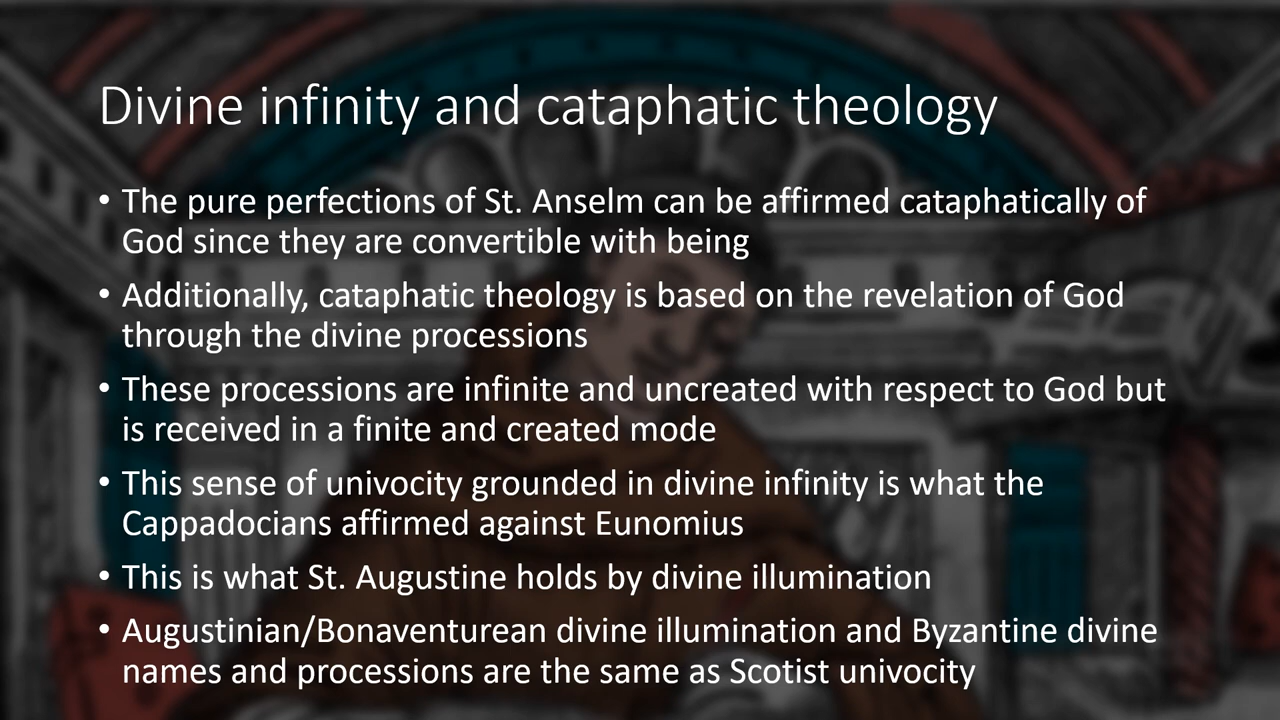 Divine infinity and cataphatic theology
• The pure perfections of St. Anselm can be affirmed cataphatically of
God since they are convertible with being
• Additionally, cataphatic theology is based on the revelation of God
through the divine processions
• These processions are infinite and uncreated with respect to God but
is received in a finite and created mode
• This sense of univocity grounded in divine infinity is what the
Cappadocians affirmed against Eunomius
• This is what St. Augustine holds by divine illumination
• Augustinian/Bonaventurean divine illumination and Byzantine divine
names and processions are the same as Scotist univocity